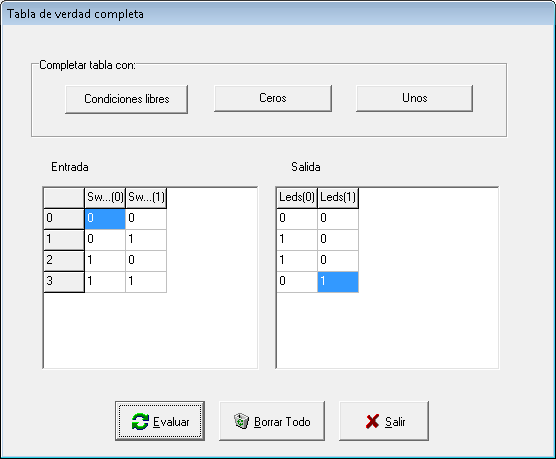 Tabla de verdad completa
Completar tabla con:
Condiciones libres Ceros Unos
Entrada Salida
Sw...(0) Sw...(1) Leds(0) Leds(1)
0 0 0 0 0
1 0 1 1 0
2 1 0 1 0
3 1 1 0 1
Evaluar Borrar Todo Salir